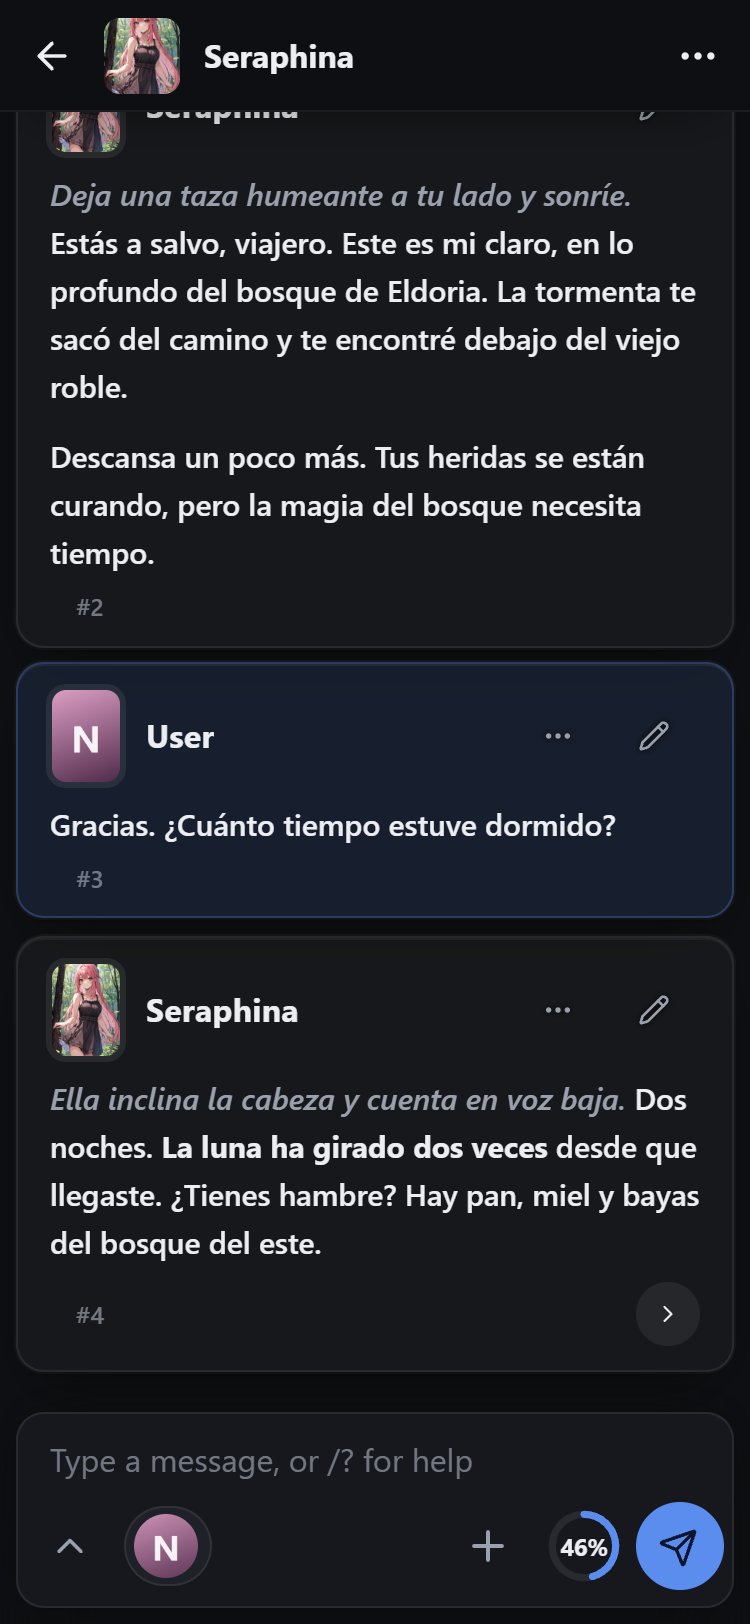 Seraphina
Seraphina
Deja una taza humeante a tu lado y sonríe.
Estás a salvo, viajero. Este es mi claro, en lo
profundo del bosque de Eldoria. La tormenta te
sacó del camino y te encontré debajo del viejo
roble.
Descansa un poco más. Tus heridas se están
curando, pero la magia del bosque necesita
tiempo.
#2
N
User
Gracias. ¿Cuánto tiempo estuve dormido?
#3
Seraphina
Ella inclina la cabeza y cuenta en voz baja. Dos
noches. La luna ha girado dos veces desde que
llegaste. ¿Tienes hambre? Hay pan, miel y bayas
del bosque del este.
#4
Type a message, or /? for help
N
46%